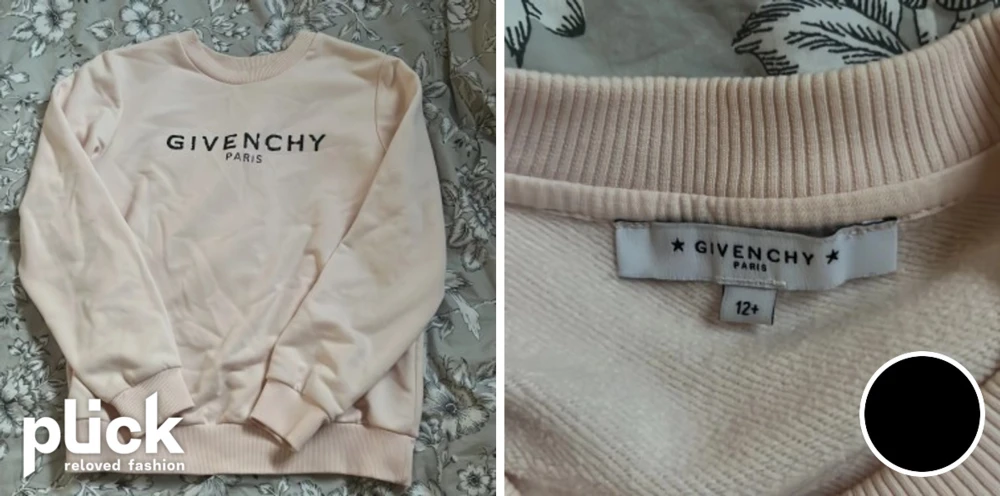 GIVENCHY
PARIS
plick
reloved fashion
★ GIVENCHY ★
PARIS
12+